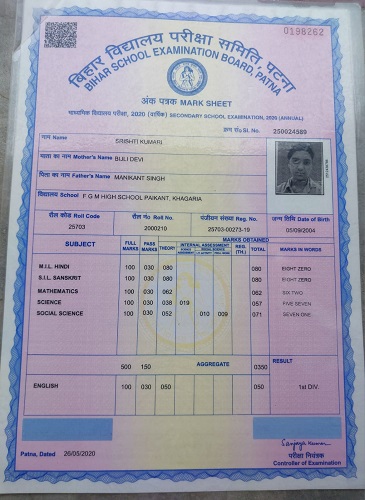 0198262
बिहार विद्यालय परीक्षा समिति, पटना
BIHAR SCHOOL EXAMINATION BOARD, PATNA
अंक पत्रक MARK SHEET
माध्यमिक विद्यालय परीक्षा, 2020 (वार्षिक) SECONDARY SCHOOL EXAMINATION, 2020 (ANNUAL)
क्रम सं० Sl. No. 250024589
नाम Name SRISHTI KUMARI
माता का नाम Mother's Name BULI DEVI
पिता का नाम Father's Name MANIKANT SINGH
विद्यालय School F G M HIGH SCHOOL PAIKANT, KHAGARIA
रौल कोड Roll Code रौल नं० Roll No. पंजीयन संख्या Reg. No. जन्म तिथि Date of Birth
25703 2000210 25703-00273-19 05/09/2004
MARKS OBTAINED
SUBJECT FULL MARKS PASS MARKS THEORY INTERNAL ASSESSMENT REG. (TH.) TOTAL MARKS IN WORDS
M.I.L. HINDI 100 030 080 080 EIGHT ZERO
S.I.L. SANSKRIT 100 030 080 080 EIGHT ZERO
MATHEMATICS 100 030 062 062 SIX TWO
SCIENCE 100 030 038 019 057 FIVE SEVEN
SOCIAL SCIENCE 100 030 052 010 009 071 SEVEN ONE
500 150 AGGREGATE 0350 RESULT
ENGLISH 100 030 050 050 1st DIV.
Patna, Dated 26/05/2020
Sanjay Kumar
परीक्षा नियंत्रक
Controller of Examination